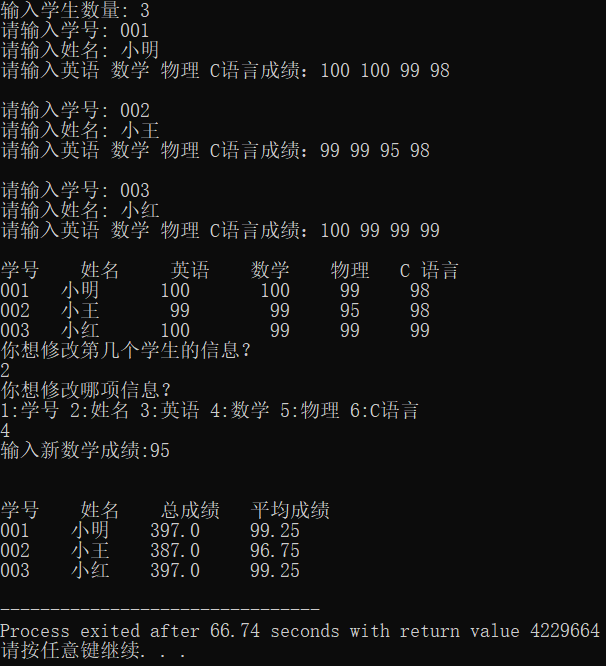 输入学生数量: 3
请输入学号: 001
请输入姓名: 小明
请输入英语 数学 物理 C语言成绩: 100 100 99 98
请输入学号: 002
请输入姓名: 小王
请输入英语 数学 物理 C语言成绩: 99 99 95 98
请输入学号: 003
请输入姓名: 小红
请输入英语 数学 物理 C语言成绩: 100 99 99 99
学号 姓名 英语 数学 物理 C 语言
001 小明 100 100 99 98
002 小王 99 99 95 98
003 小红 100 99 99 99
你想修改第几个学生的信息?
2
你想修改哪项信息?
1:学号 2:姓名 3:英语 4:数学 5:物理 6:C语言
4
输入新数学成绩:95
学号 姓名 总成绩 平均成绩
001 小明 397.0 99.25
002 小王 387.0 96.75
003 小红 397.0 99.25
--------------------------------
Process exited after 66.74 seconds with return value 4229664
请按任意键继续. . .